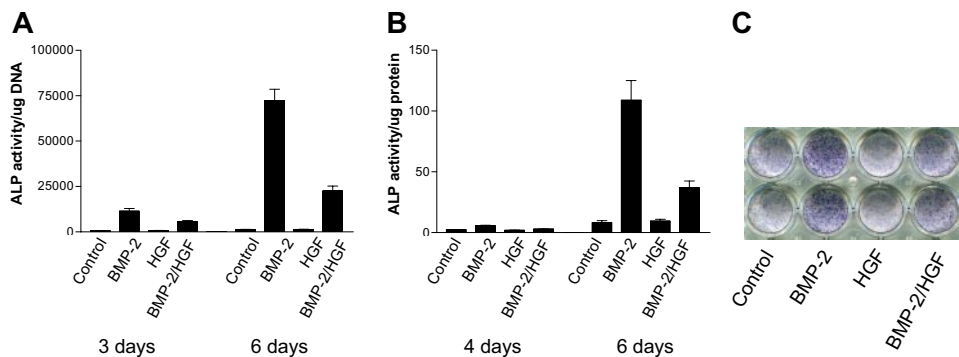 A
ALP activity/ug DNA
100000
75000
50000
25000
0
Control
BMP-2
HGF
BMP-2/HGF
Control
BMP-2
HGF
BMP-2/HGF
3 days
6 days
B
ALP activity/ug protein
150
100
50
0
Control
BMP-2
HGF
BMP-2/HGF
Control
BMP-2
HGF
BMP-2/HGF
4 days
6 days
C
Control
BMP-2
HGF
BMP-2/HGF